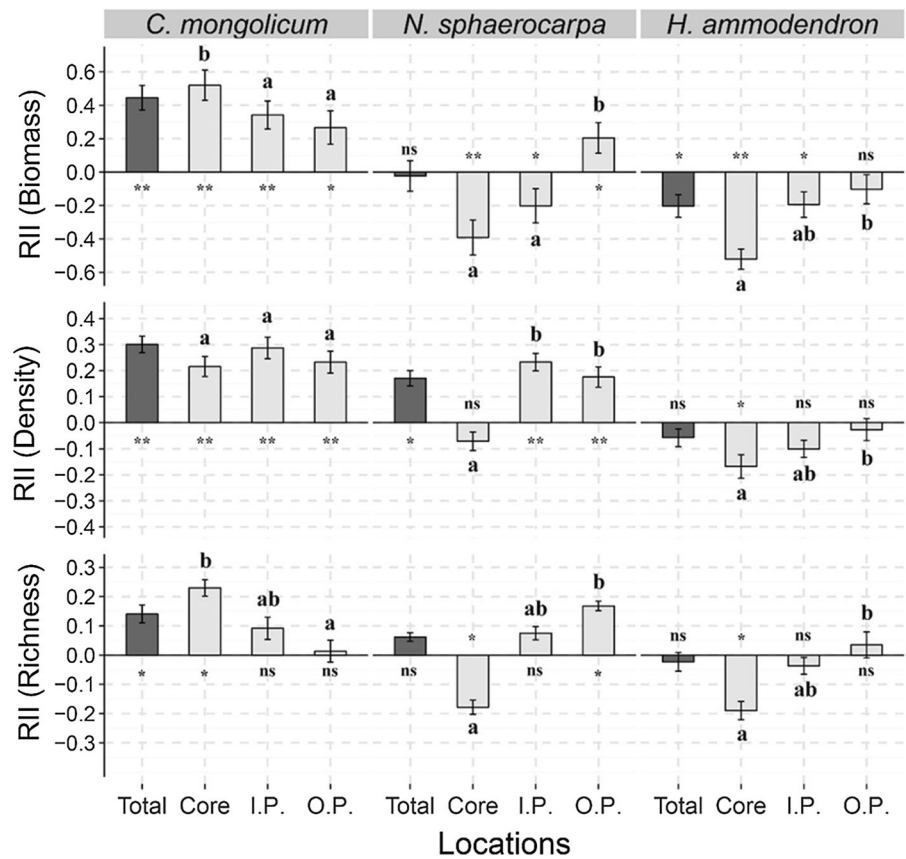 C. mongolicum N. sphaerocarpa H. ammodendron
RII (Biomass)
0.6
0.4
0.2
0.0
−0.2
−0.4
−0.6
b a a
** ** ** *
ns ** * b
a a *
* ** * ns
a ab b
RII (Density)
0.4
0.3
0.2
0.1
0.0
−0.1
−0.2
−0.3
−0.4
a a a
** ** ** **
ns b b
* a ** **
ns * ns ns
a ab b
RII (Richness)
0.3
0.2
0.1
0.0
−0.1
−0.2
−0.3
b ab a
* * ns ns
* ab b
ns a ns *
ns * ns b
a ab ns
Total Core I.P. O.P. Total Core I.P. O.P. Total Core I.P. O.P.
Locations